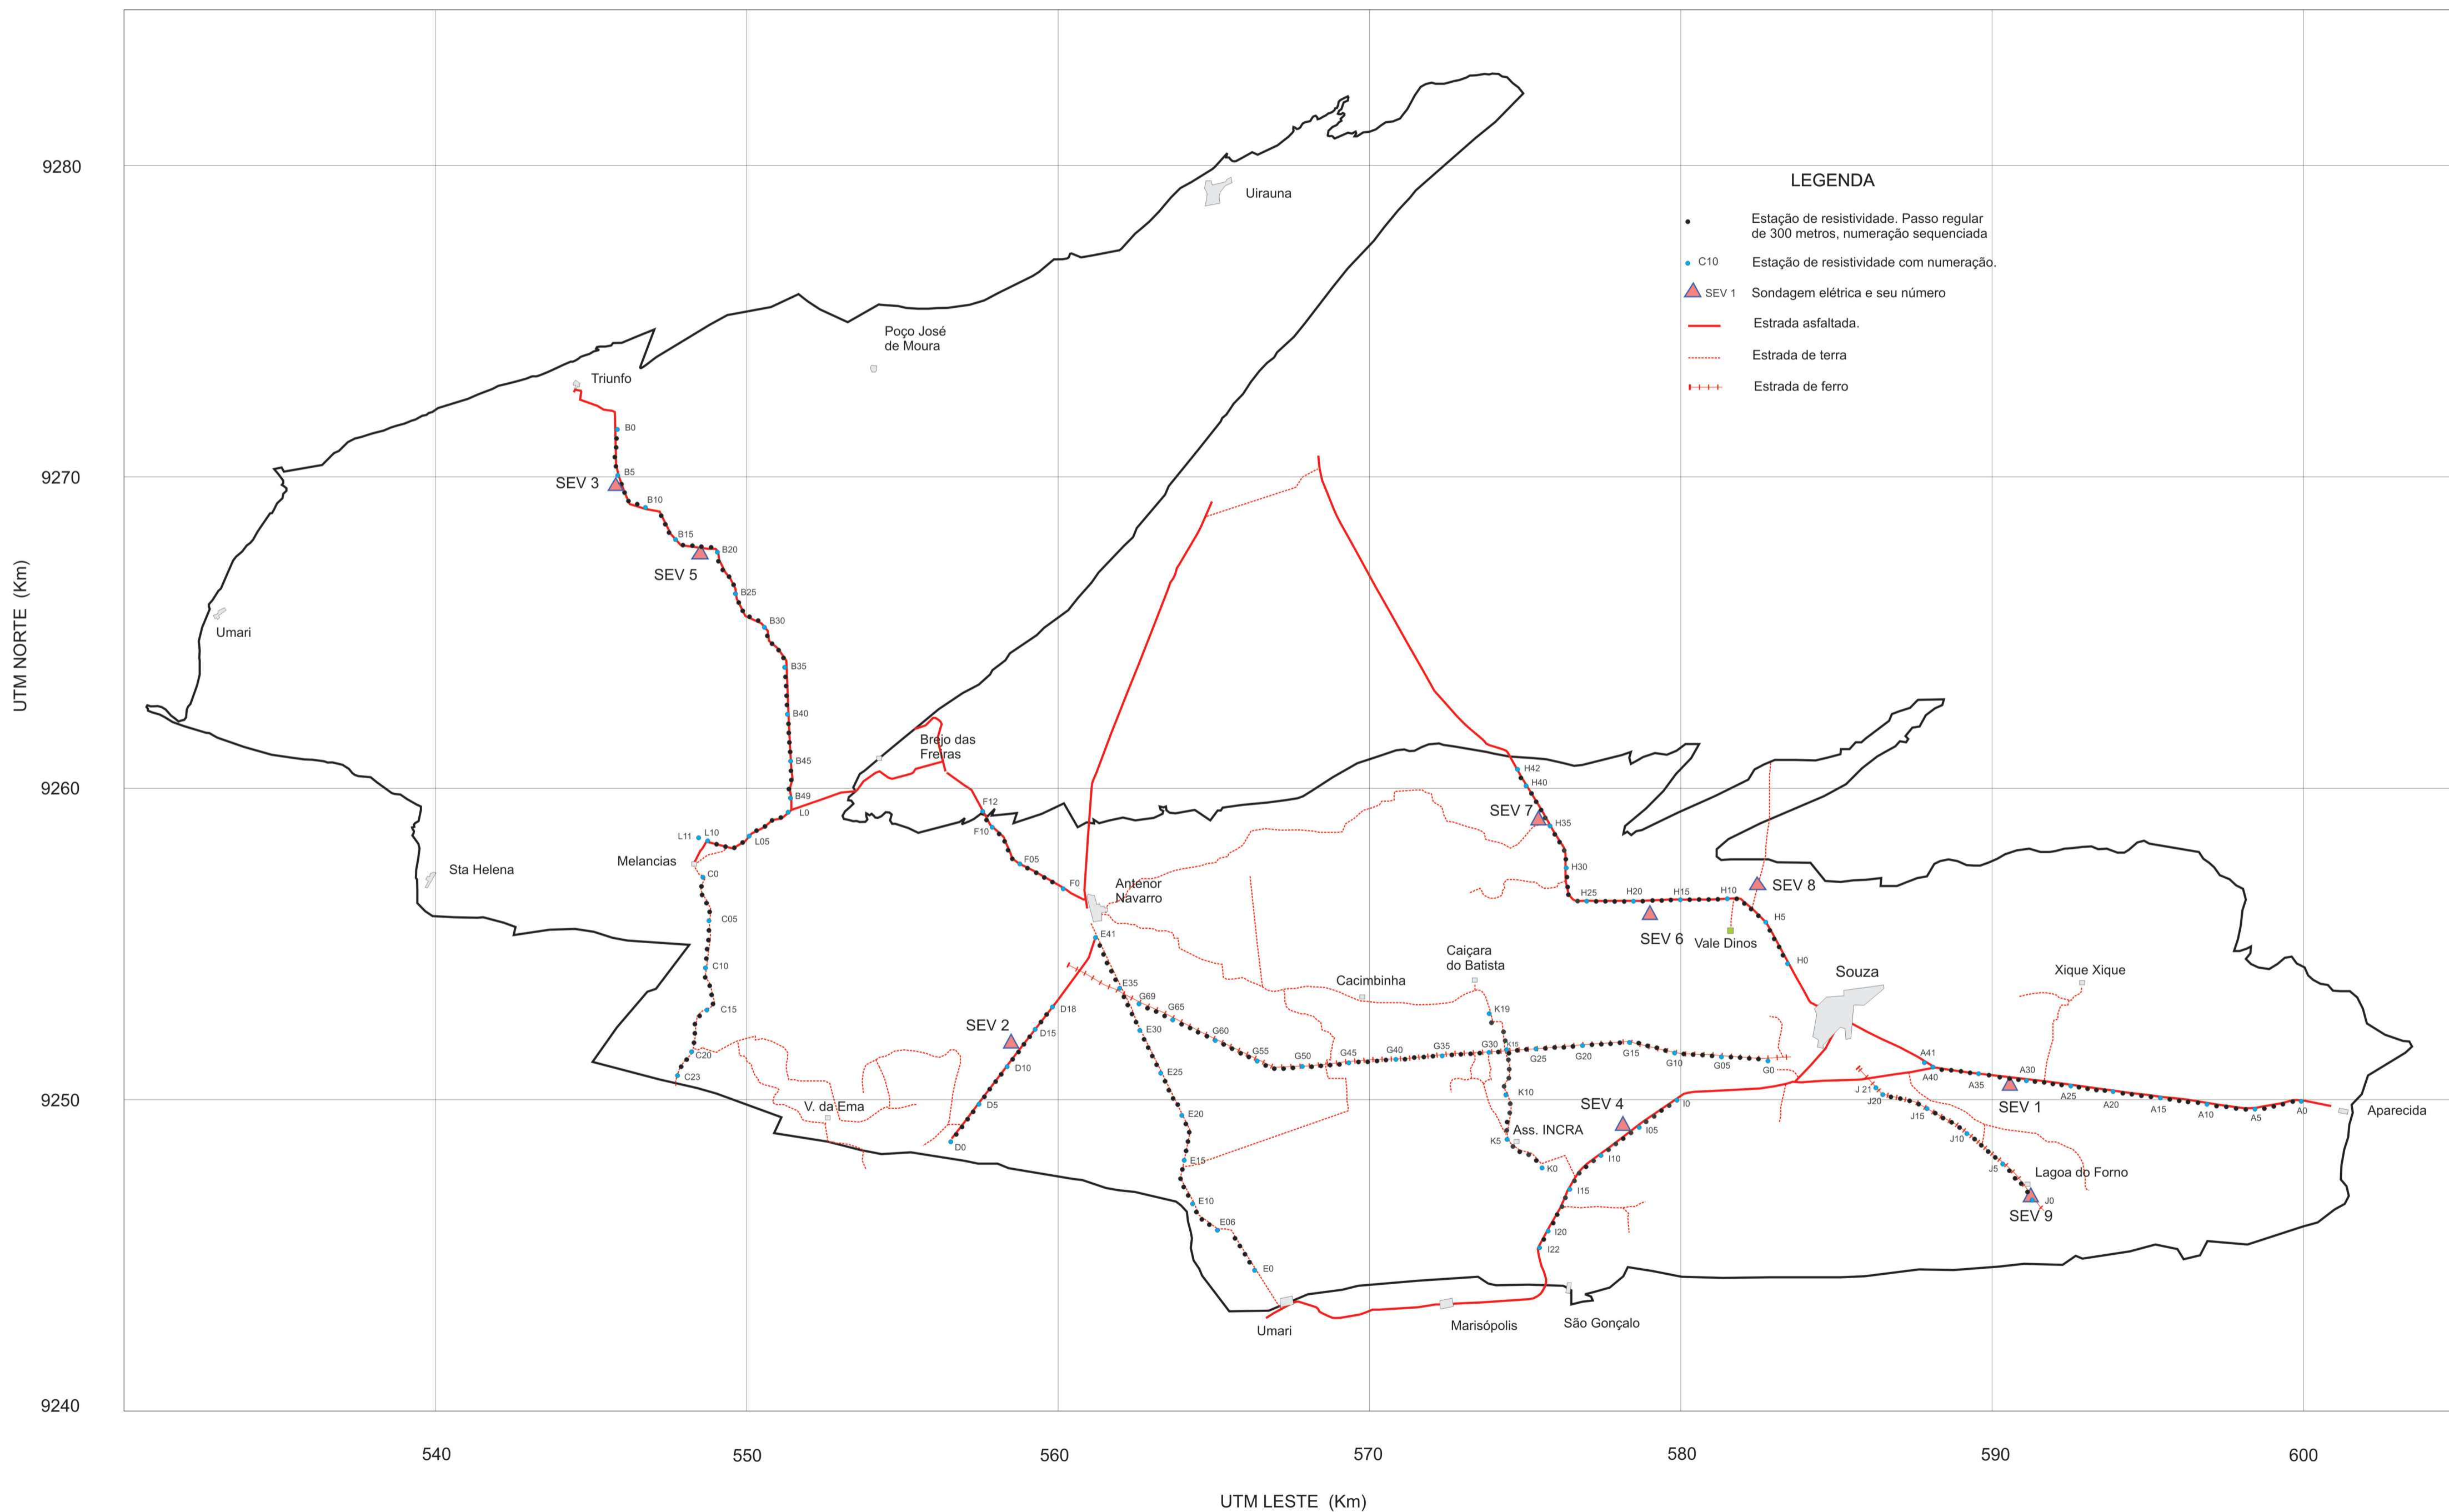 9280
9270
9260
9250
9240
UTM NORTE (Km)
540
550
560
570
580
590
600
UTM LESTE (Km)
LEGENDA
Estação de resistividade. Passo regular
de 300 metros, numeração sequenciada
C10
Estação de resistividade com numeração.
SEV 1
Sondagem elétrica e seu número
Estrada asfaltada.
Estrada de terra
Estrada de ferro
Uirauna
Poço José
de Moura
Triunfo
B0
B5
SEV 3
B10
B15
B20
SEV 5
B25
B30
B35
B40
B45
B49
L0
L05
L10
L11
Umari
Brejo das
Freiras
Melancias
Sta Helena
C0
C05
C10
C15
C20
C23
F12
F10
F05
F0
Antenor
Navarro
E41
E35
E30
E25
E20
E15
E10
E06
E0
SEV 2
D18
D15
D10
D5
D0
V. da Ema
G69
G65
G60
G55
G50
G45
G40
G35
G30
G25
G20
G15
G10
G05
G0
Cacimbinha
Caiçara
do Batista
K19
K15
K10
K5
K0
Ass. INCRA
H42
H40
SEV 7
H35
H30
H25
H20
H15
H10
H5
H0
SEV 8
SEV 6
Vale Dinos
Souza
Xique Xique
SEV 4
I0
I05
I10
I15
I20
I22
A41
A40
A35
A30
A25
A20
A15
A10
A5
A0
SEV 1
Aparecida
J 21
J20
J15
J10
J5
J0
Lagoa do Forno
SEV 9
Umari
Marisópolis
São Gonçalo